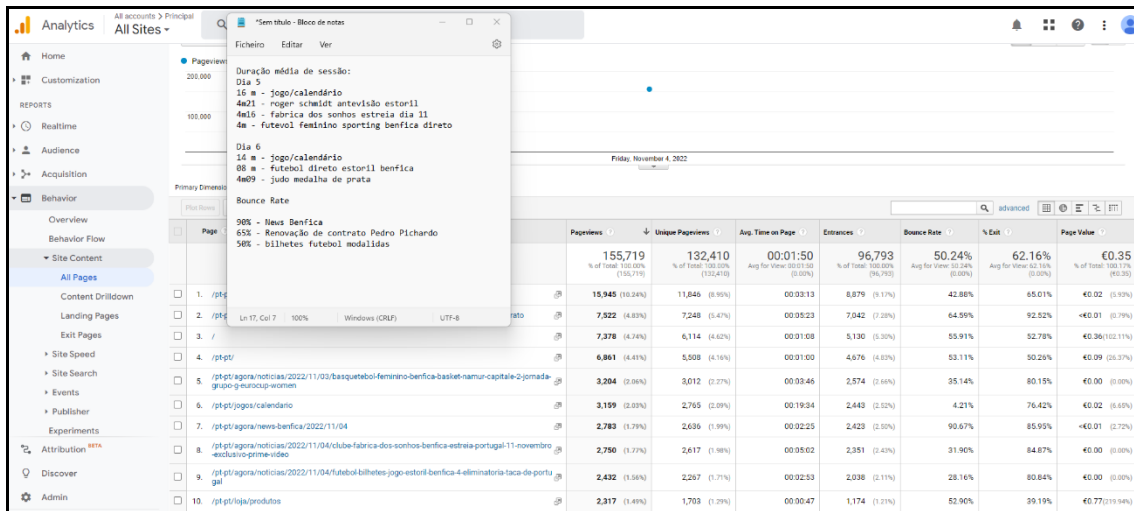 Analytics
All accounts > Principal
All Sites
Home
Customization
REPORTS
Realtime
Audience
Acquisition
Behavior
Overview
Behavior Flow
Site Content
All Pages
Content Drilldown
Landing Pages
Exit Pages
Site Speed
Site Search
Events
Publisher
Experiments
Attribution BETA
Discover
Admin
*Sem título - Bloco de notas
Ficheiro Editar Ver
Duração média de sessão:
Dia 5
16 m - jogo/calendário
4m21 - roger schmidt antevisão estoril
4m16 - fabrica dos sonhos estreia dia 11
4m - futevol feminino sporting benfica direto
Dia 6
14 m - jogo/calendário
08 m - futebol direto estoril benfica
4m09 - judo medalha de prata
Bounce Rate
90% - News Benfica
65% - Renovação de contrato Pedro Pichardo
50% - bilhetes futebol modalidas
Ln 17, Col 7 100% Windows (CRLF) UTF-8
200,000
100,000
Friday, November 4, 2022
Plot Rows
advanced
Page Pageviews Unique Pageviews Avg. Time on Page Entrances Bounce Rate % Exit Page Value
155,719 132,410 00:01:50 96,793 50.24% 62.16% €0.35
% of Total: 100.00% % of Total: 100.00% Avg for View: 00:01:50 % of Total: 100.00% Avg for View: 50.24% Avg for View: 62.16% % of Total: 100.17%
(155,719) (132,410) (0.00%) (96,793) (0.00%) (0.00%) (€0.35)
1. 15,945 (10.24%) 11,846 (8.95%) 00:03:13 8,879 (9.17%) 42.88% 65.01% €0.02 (5.93%)
2. 7,522 (4.83%) 7,248 (5.47%) 00:05:23 7,042 (7.28%) 64.59% 92.52% <€0.01 (0.79%)
3. / 7,378 (4.74%) 6,114 (4.62%) 00:01:08 5,130 (5.30%) 55.91% 52.78% €0.36 (102.11%)
4. /pt-pt/ 6,861 (4.41%) 5,508 (4.16%) 00:01:00 4,676 (4.83%) 53.11% 50.26% €0.09 (26.37%)
5. /pt-pt/agora/noticias/2022/11/03/basquetebol-feminino-benfica-basket-namur-capitale-2-jornada-
grupo-g-eurocup-women 3,204 (2.06%) 3,012 (2.27%) 00:03:46 2,574 (2.66%) 35.14% 80.15% €0.00 (0.00%)
6. /pt-pt/jogos/calendario 3,159 (2.03%) 2,765 (2.09%) 00:19:34 2,443 (2.52%) 4.21% 76.42% €0.02 (6.65%)
7. /pt-pt/agora/news-benfica/2022/11/04 2,783 (1.79%) 2,636 (1.99%) 00:02:25 2,423 (2.50%) 90.67% 85.95% <€0.01 (2.72%)
8. /pt-pt/agora/noticias/2022/11/04/clube-fabrica-dos-sonhos-benfica-estreia-portugal-11-novembro
-exclusivo-prime-video 2,750 (1.77%) 2,617 (1.98%) 00:05:02 2,351 (2.43%) 31.90% 84.87% €0.00 (0.00%)
9. /pt-pt/agora/noticias/2022/11/04/futebol-bilhetes-jogo-estoril-benfica-4-eliminatoria-taca-de-portu
gal 2,432 (1.56%) 2,267 (1.71%) 00:02:53 2,038 (2.11%) 28.16% 80.84% €0.00 (0.00%)
10. /pt-pt/loja/produtos 2,317 (1.49%) 1,703 (1.29%) 00:00:47 1,174 (1.21%) 52.90% 39.19% €0.77 (219.94%)